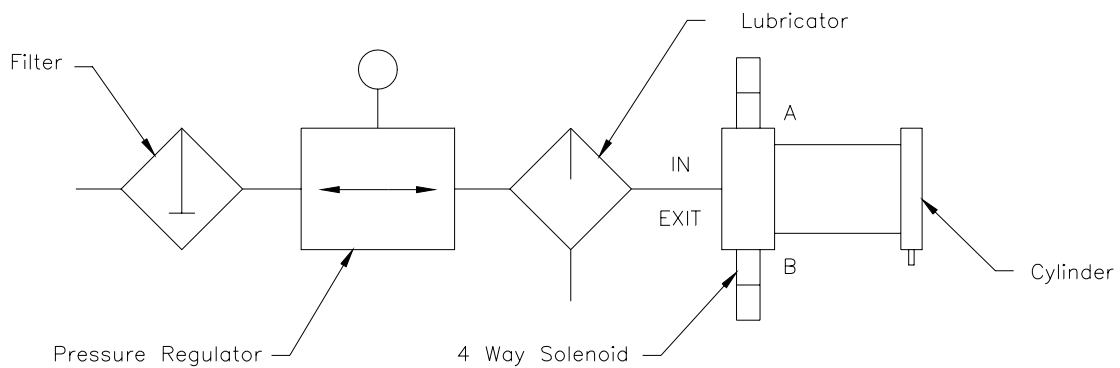 Lubricator
Filter
A
IN
EXIT
B
Cylinder
Pressure Regulator
4 Way Solenoid